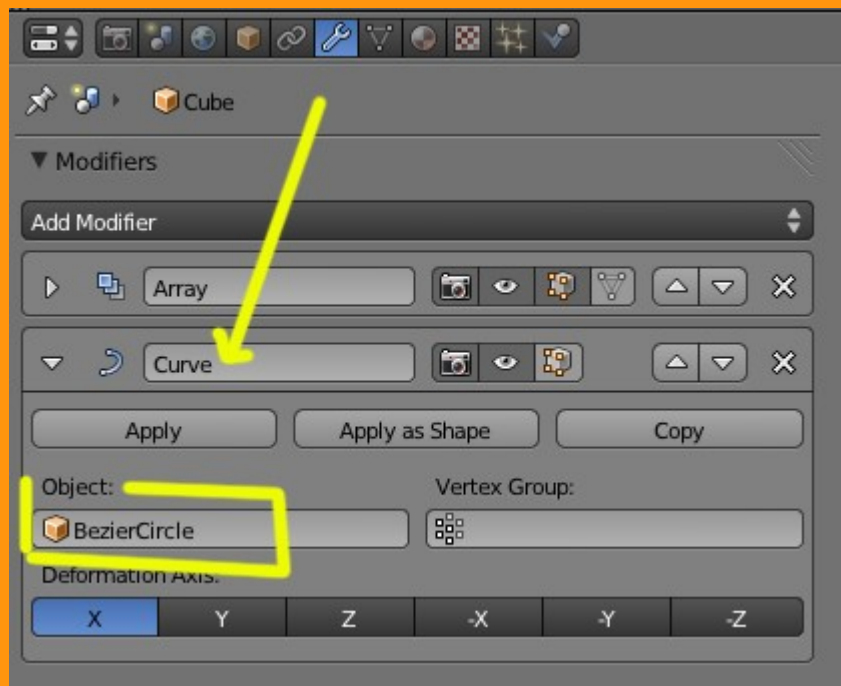 Cube
Modifiers
Add Modifier
Array
Curve
Apply Apply as Shape Copy
Object: Vertex Group:
BezierCircle
Deformation Axis:
X Y Z -X -Y -Z